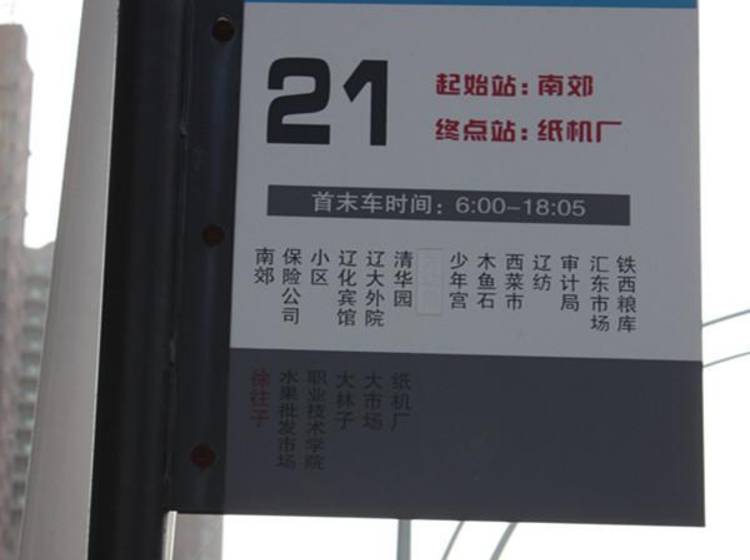 21
起始站：南郊
终点站：纸机厂
首末车时间：6:00-18:05
南郊
保险公司
小区
辽化宾馆
辽大外院
清华园
少年宫
木鱼石
西菜市
辽纺
审计局
汇东市场
铁西粮库
徐往子
水果批发市场
职业技术学院
大林子
大市场
纸机厂